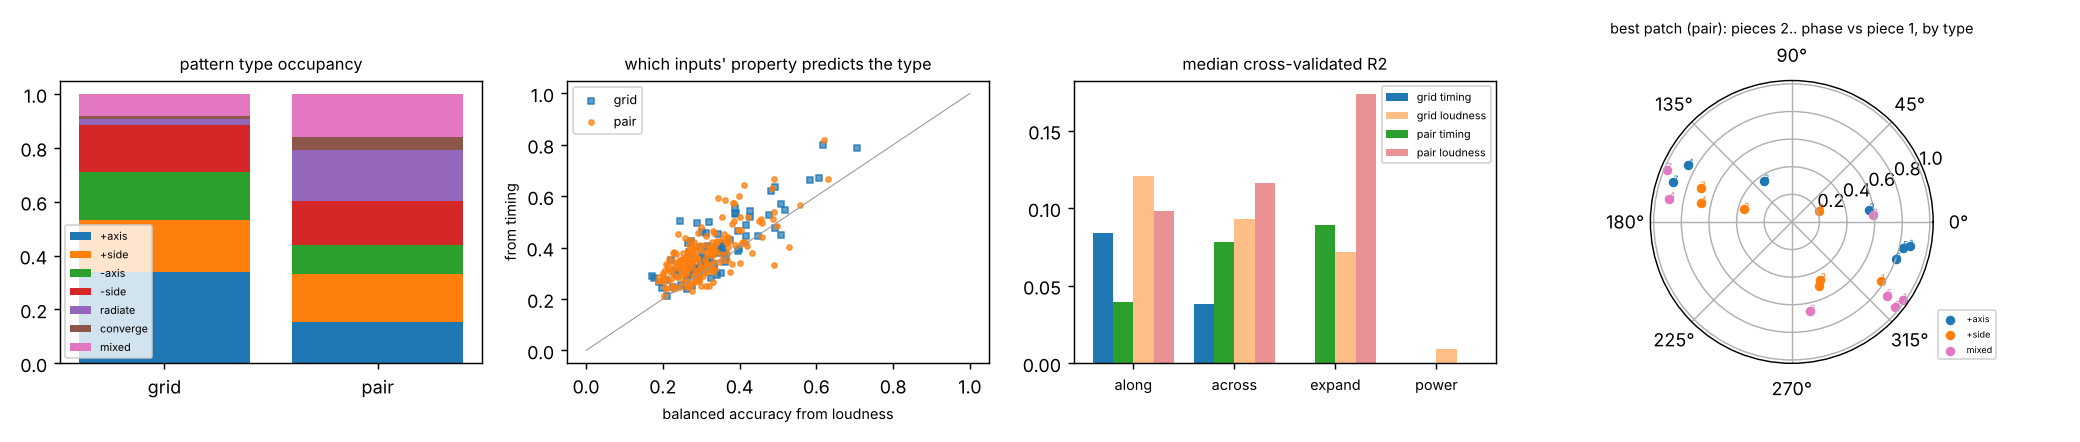 pattern type occupancy
1.0
0.8
0.6
0.4
0.2
0.0
+axis
+side
-axis
-side
radiate
converge
mixed
grid
pair
which inputs' property predicts the type
from timing
1.0
0.8
0.6
0.4
0.2
0.0
grid
pair
0.0
0.2
0.4
0.6
0.8
1.0
balanced accuracy from loudness
median cross-validated R2
0.15
0.10
0.05
0.00
grid timing
grid loudness
pair timing
pair loudness
along
across
expand
power
best patch (pair): pieces 2.. phase vs piece 1, by type
90°
135°
45°
1.0
0.8
0.6
0.4
0.2
180°
0°
225°
315°
270°
+axis
+side
mixed